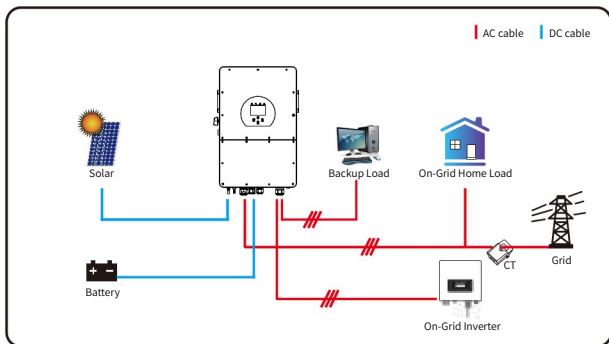 AC cable
DC cable
Solar
Backup Load
On-Grid Home Load
CT
Grid
Battery
On-Grid Inverter